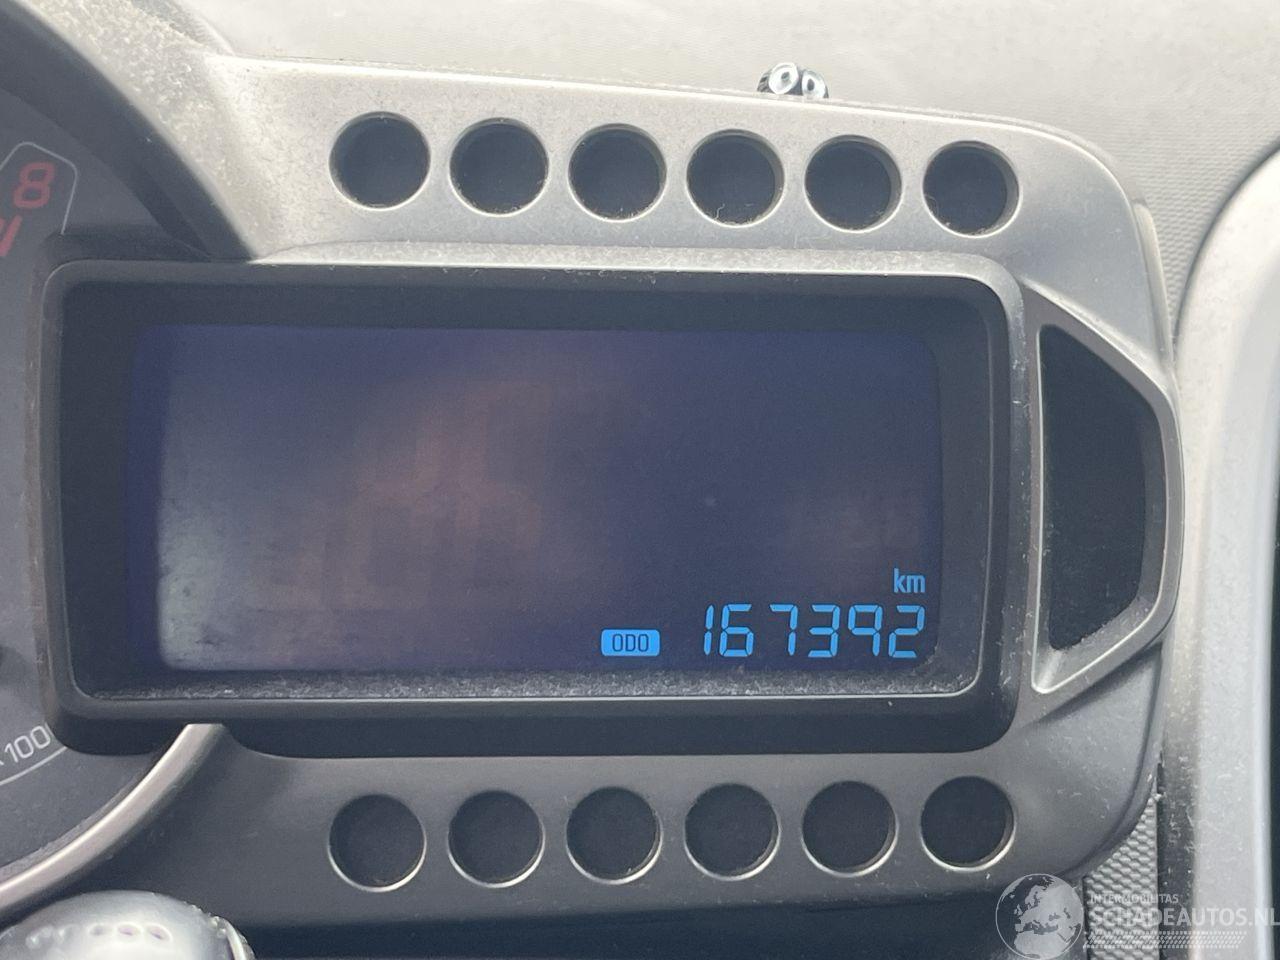 8
km
ODO 167392
100
INTERMOBILITAS
SCHADEAUTOS.NL